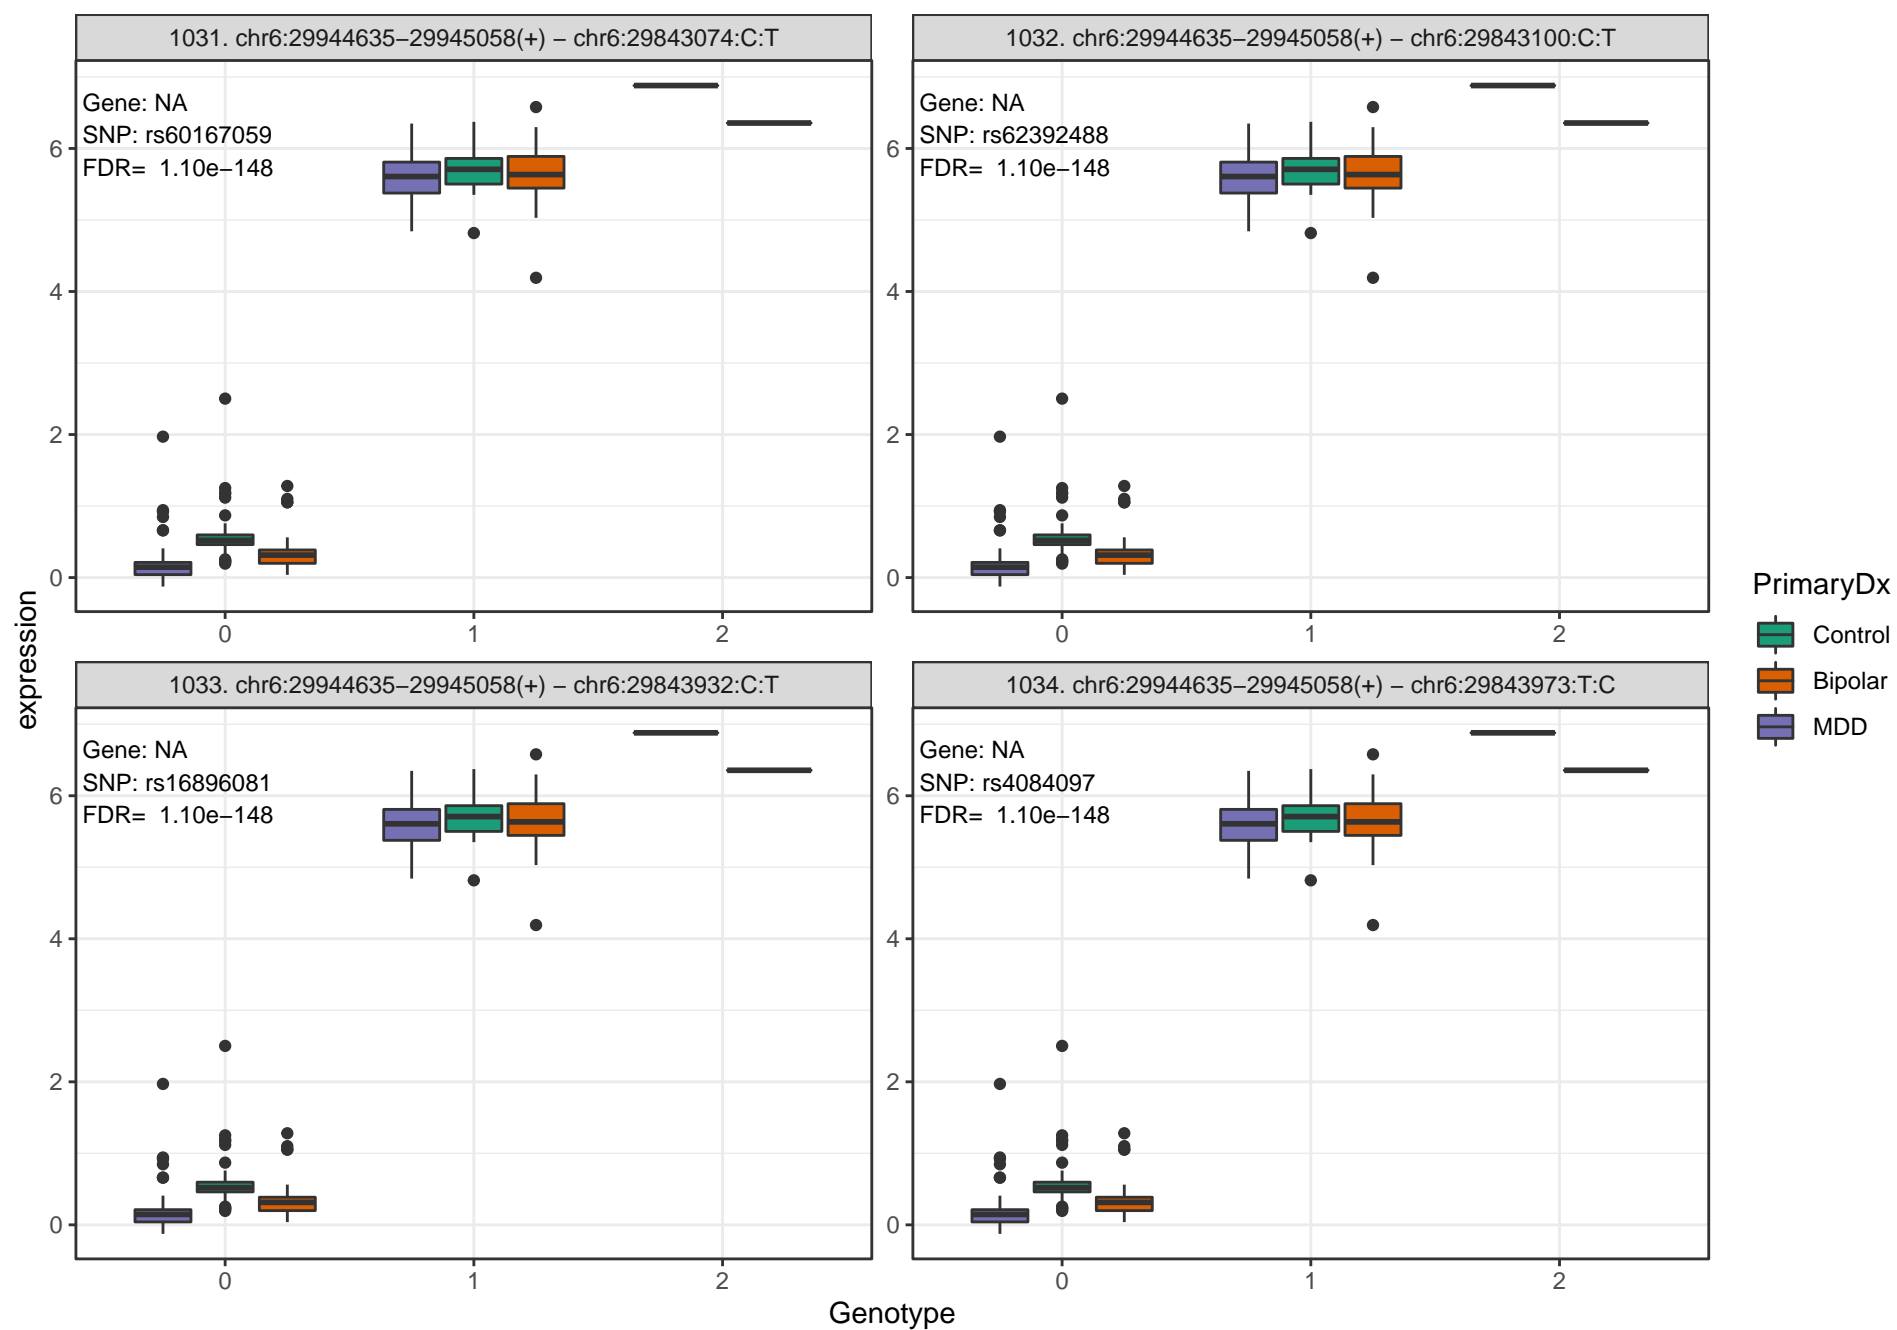 1031. chr6:29944635−29945058(+) − chr6:29843074:C:T
Gene: NA
SNP: rs60167059
FDR= 1.10e−148
6
4
2
0
0 1 2
1032. chr6:29944635−29945058(+) − chr6:29843100:C:T
Gene: NA
SNP: rs62392488
FDR= 1.10e−148
6
4
2
0
0 1 2
1033. chr6:29944635−29945058(+) − chr6:29843932:C:T
Gene: NA
SNP: rs16896081
FDR= 1.10e−148
6
4
2
0
0 1 2
1034. chr6:29944635−29945058(+) − chr6:29843973:T:C
Gene: NA
SNP: rs4084097
FDR= 1.10e−148
6
4
2
0
0 1 2
expression
Genotype
PrimaryDx
Control
Bipolar
MDD